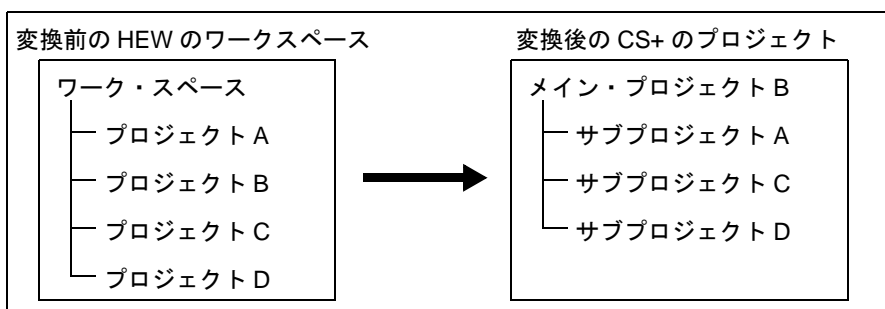 変換前の HEW のワークスペース
ワーク・スペース
プロジェクト A
プロジェクト B
プロジェクト C
プロジェクト D
変換後の CS+ のプロジェクト
メイン・プロジェクト B
サブプロジェクト A
サブプロジェクト C
サブプロジェクト D